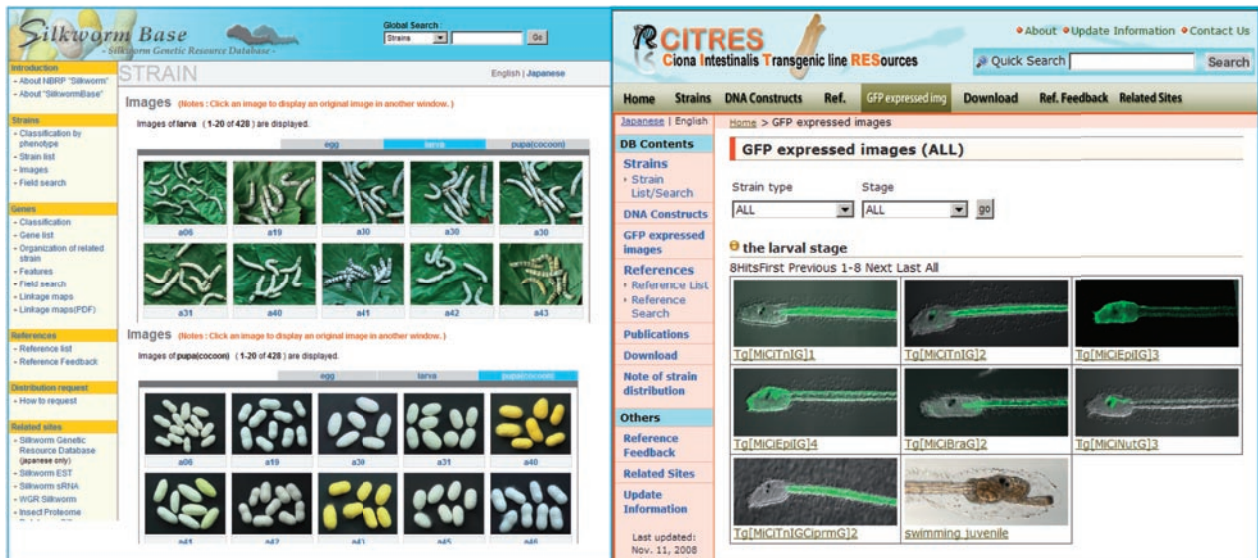 Silkworm Base
- Silkworm Genetic Resource Database -
Global Search :
Strains
Go
Introduction
- About NBRP "Silkworm"
- About "SilkwormBase"
Strains
- Classification by
phenotype
- Strain list
- Images
- Field search
Genes
- Classification
- Gene list
- Organization of related
strain
- Features
- Field search
- Linkage maps
- Linkage maps(PDF)
References
- Reference list
- Reference Feedback
Distribution request
- How to request
Related sites
- Silkworm Genetic
Resource Database
(japanese only)
- Silkworm EST
- Silkworm sRNA
- WGR Silkworm
- Insect Proteome
STRAIN
English | Japanese
Images (Notes : Click an image to display an original image in another window. )
Images of larva ( 1-20 of 428 ) are displayed.
egg larva pupa(cocoon)
a06 a19 a30 a30 a30
a31 a40 a41 a42 a43
Images (Notes : Click an image to display an original image in another window. )
Images of pupa(cocoon) ( 1-20 of 428 ) are displayed.
egg larva pupa(cocoon)
a06 a19 a30 a31 a40
a41 a42 a43 a45 a46
CITRES
Ciona Intestinalis Transgenic line RESources
About Update Information Contact Us
Quick Search
Search
Home Strains DNA Constructs Ref. GFP expressed img Download Ref. Feedback Related Sites
Japanese | English
DB Contents
Strains
Strain
List/Search
DNA Constructs
GFP expressed
images
References
Reference List
Reference
Search
Publications
Download
Note of strain
distribution
Others
Reference
Feedback
Related Sites
Update
Information
Last updated:
Nov. 11, 2008
Home > GFP expressed images
GFP expressed images (ALL)
Strain type Stage
ALL ALL go
the larval stage
8HitsFirst Previous 1-8 Next Last All
Tg[MiCiTnIG]1 Tg[MiCiTnIG]2 Tg[MiCiEpiIG]3
Tg[MiCiEpiIG]4 Tg[MiCiBraG]2 Tg[MiCiNutG]3
Tg[MiCiTnIGCiprmG]2 swimming juvenile